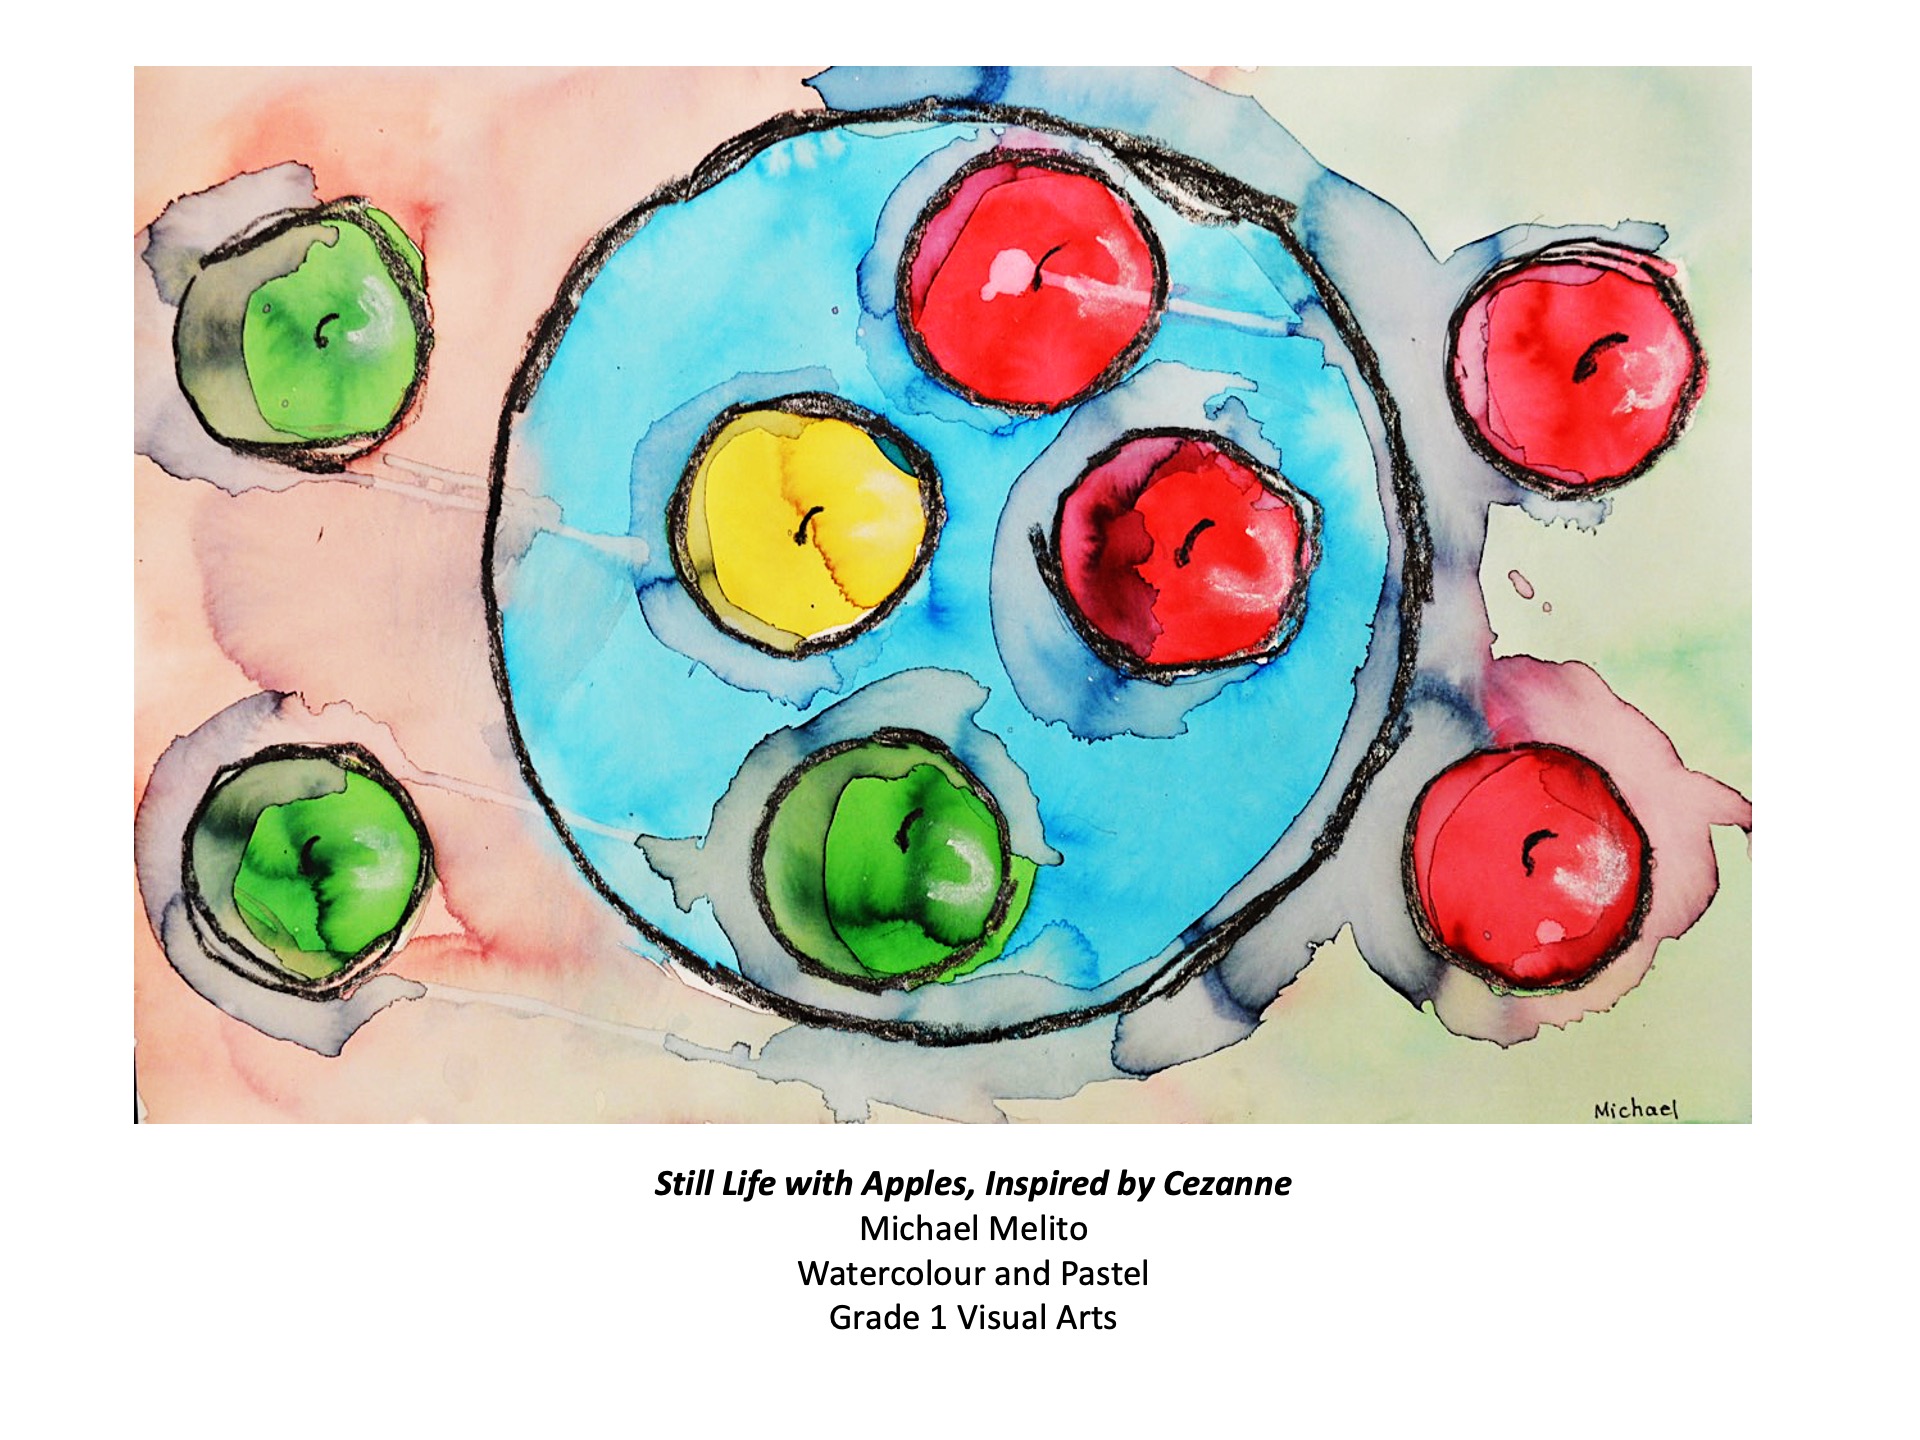 Michael
Still Life with Apples, Inspired by Cezanne
Michael Melito
Watercolour and Pastel
Grade 1 Visual Arts